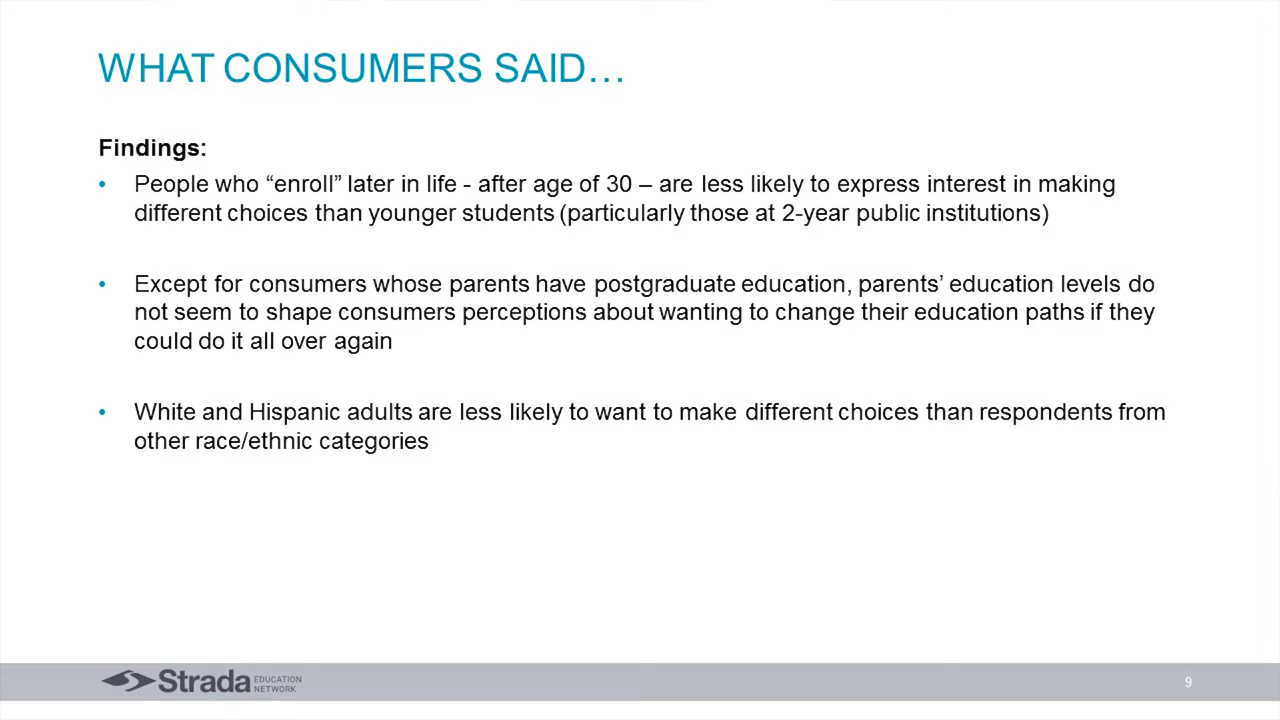 WHAT CONSUMERS SAID…
Findings:
• People who “enroll” later in life - after age of 30 – are less likely to express interest in making
different choices than younger students (particularly those at 2-year public institutions)
• Except for consumers whose parents have postgraduate education, parents’ education levels do
not seem to shape consumers perceptions about wanting to change their education paths if they
could do it all over again
• White and Hispanic adults are less likely to want to make different choices than respondents from
other race/ethnic categories
Strada EDUCATION
NETWORK
9